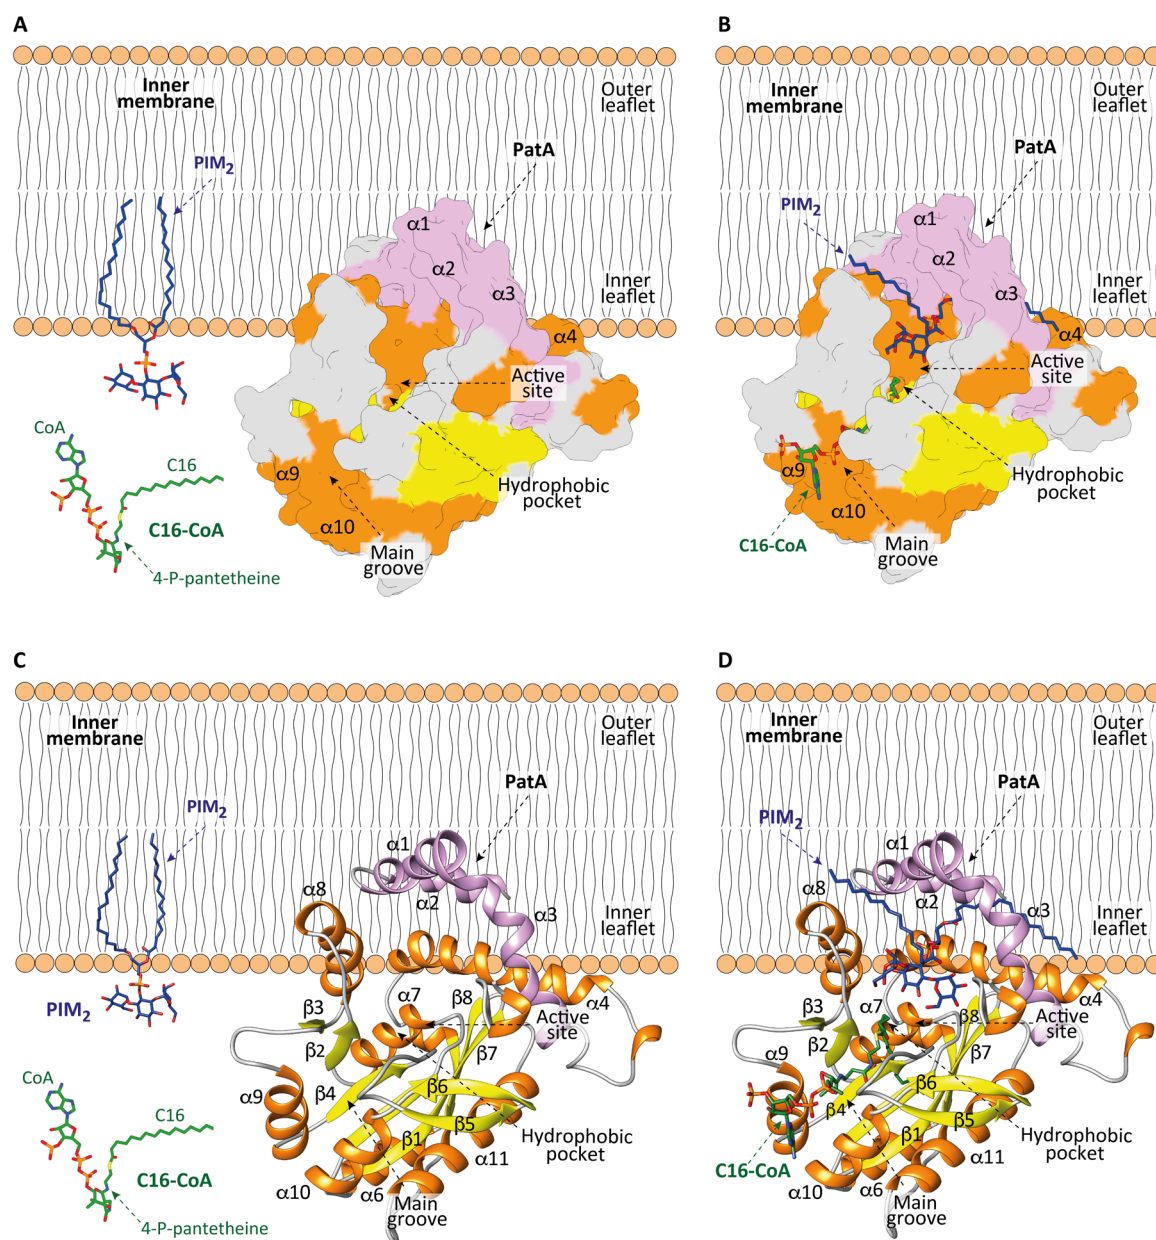 A
Inner
membrane
Outer
leaflet
PIM2
PatA
α1
α2
α3
Inner
leaflet
α4
Active
site
CoA
C16
α9
α10
Hydrophobic
pocket
C16-CoA
Main
groove
4-P-pantetheine
B
Inner
membrane
Outer
leaflet
PatA
PIM2
α1
α2
α3
Inner
leaflet
α4
Active
site
α9
α10
Hydrophobic
pocket
C16-CoA
Main
groove
C
Inner
membrane
Outer
leaflet
PIM2
PatA
α1
α8
α2
α3
Inner
leaflet
PIM2
β3
α7
β8
α4
Active
site
β2
β7
CoA
α9
β4
β6
C16
β1
β5
Hydrophobic
pocket
C16-CoA
α11
α10
α6
Main
groove
4-P-pantetheine
D
Inner
membrane
Outer
leaflet
PatA
PIM2
α1
α8
α2
α3
Inner
leaflet
β3
α7
β8
α4
Active
site
α9
β2
β7
β6
β4
β5
β1
Hydrophobic
pocket
C16-CoA
α11
α10
α6
Main
groove